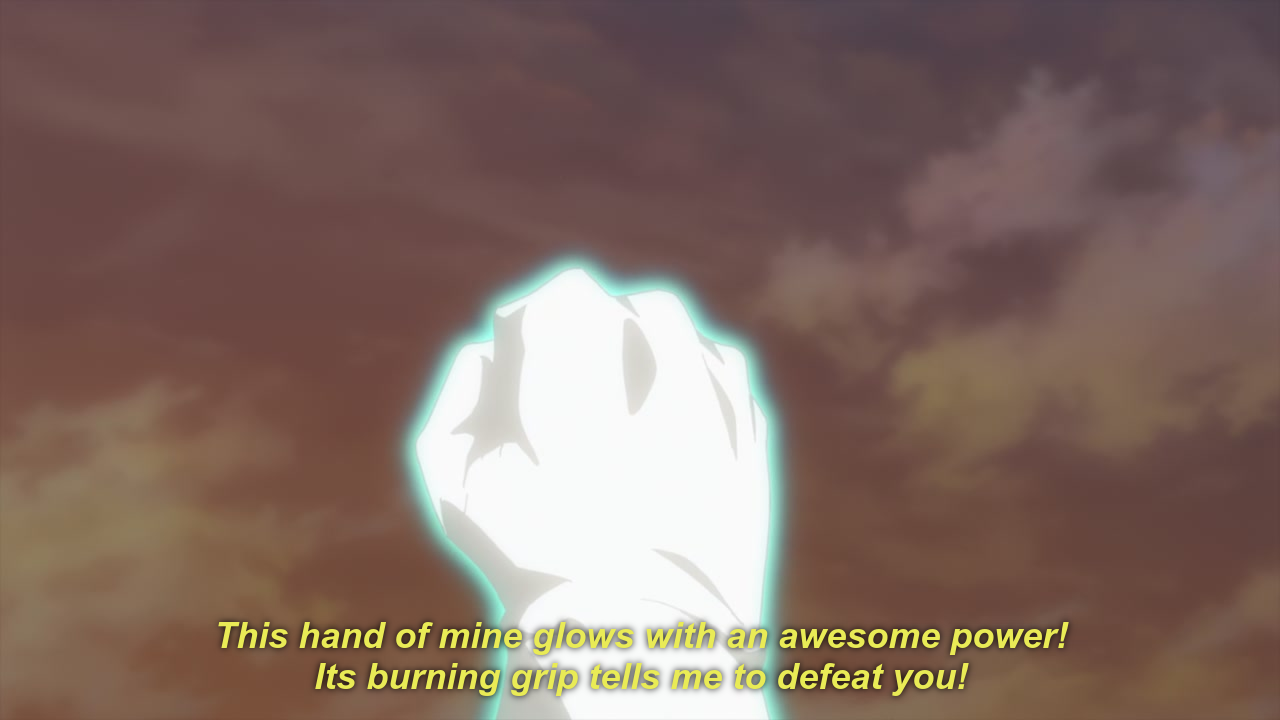 This hand of mine glows with an awesome power!
Its burning grip tells me to defeat you!